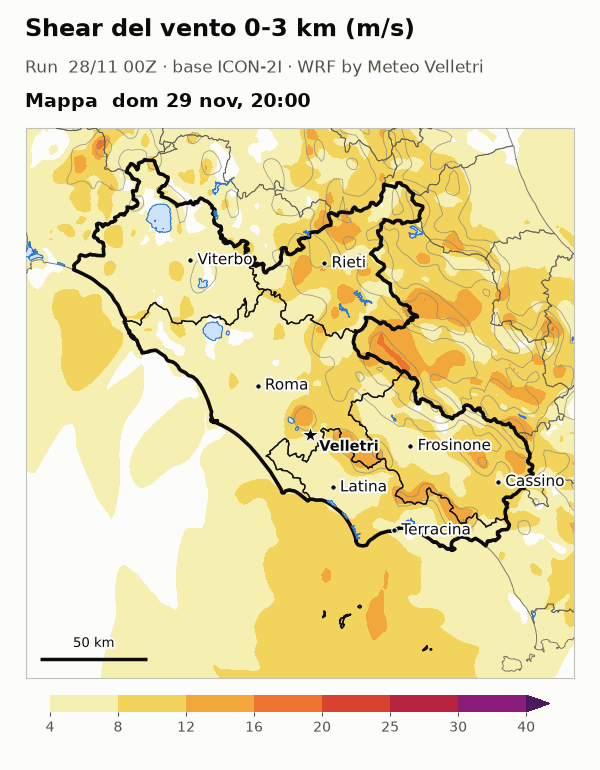 Shear del vento 0-3 km (m/s)
Run  28/11 00Z · base ICON-2I · WRF by Meteo Velletri
Mappa  dom 29 nov, 20:00
Viterbo
Rieti
Roma
Velletri
Frosinone
Latina
Cassino
Terracina
50 km
4 8 12 16 20 25 30 40